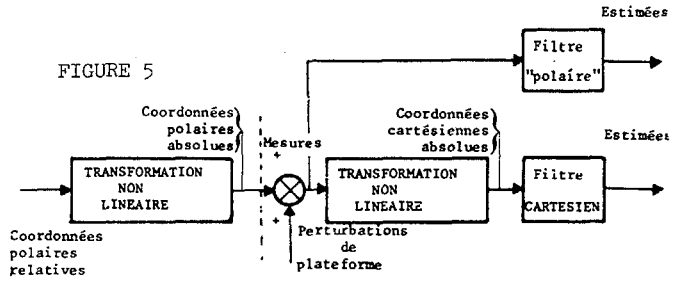 Estimées
Filtre
"polaire"
FIGURE 5
Coordonnées
polaires
absolues
Mesures
+
Coordonnées
cartésiennes
absolues
Estimées
TRANSFORMATION
NON
LINEAIRE
TRANSFORMATION
NON
LINEAIRE
Filtre
CARTESIEN
+
Perturbations
de
plateforme
Coordonnées
polaires
relatives